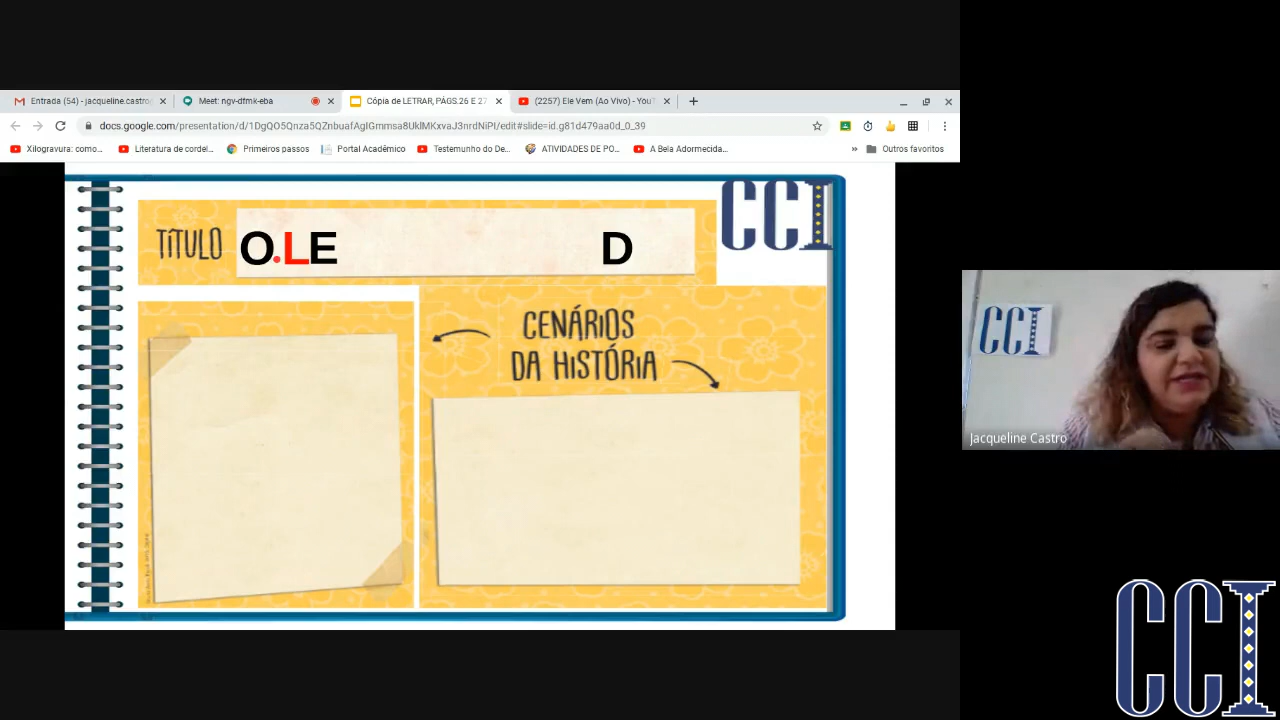 Entrada (54) - jacqueline.castro
Meet: ngv-dfmk-eba
Cópia de LETRAR, PÁGS.26 E 27
(2257) Ele Vem (Ao Vivo) - YouT
docs.google.com/presentation/d/1DgQO5Qnza5QZnbuafAgIGmmsa8UklMKxvaJ3nrdNiPI/edit#slide=id.g81d479aa0d_0_39
Xilogravura: como...
Literatura de cordel...
Primeiros passos
Portal Acadêmico
Testemunho do De...
ATIVIDADES DE PO...
A Bela Adormecida...
»
Outros favoritos
CCI
TÍTULO O.LE D
CENÁRIOS
DA HISTÓRIA
CCI
Jacqueline Castro
CCI